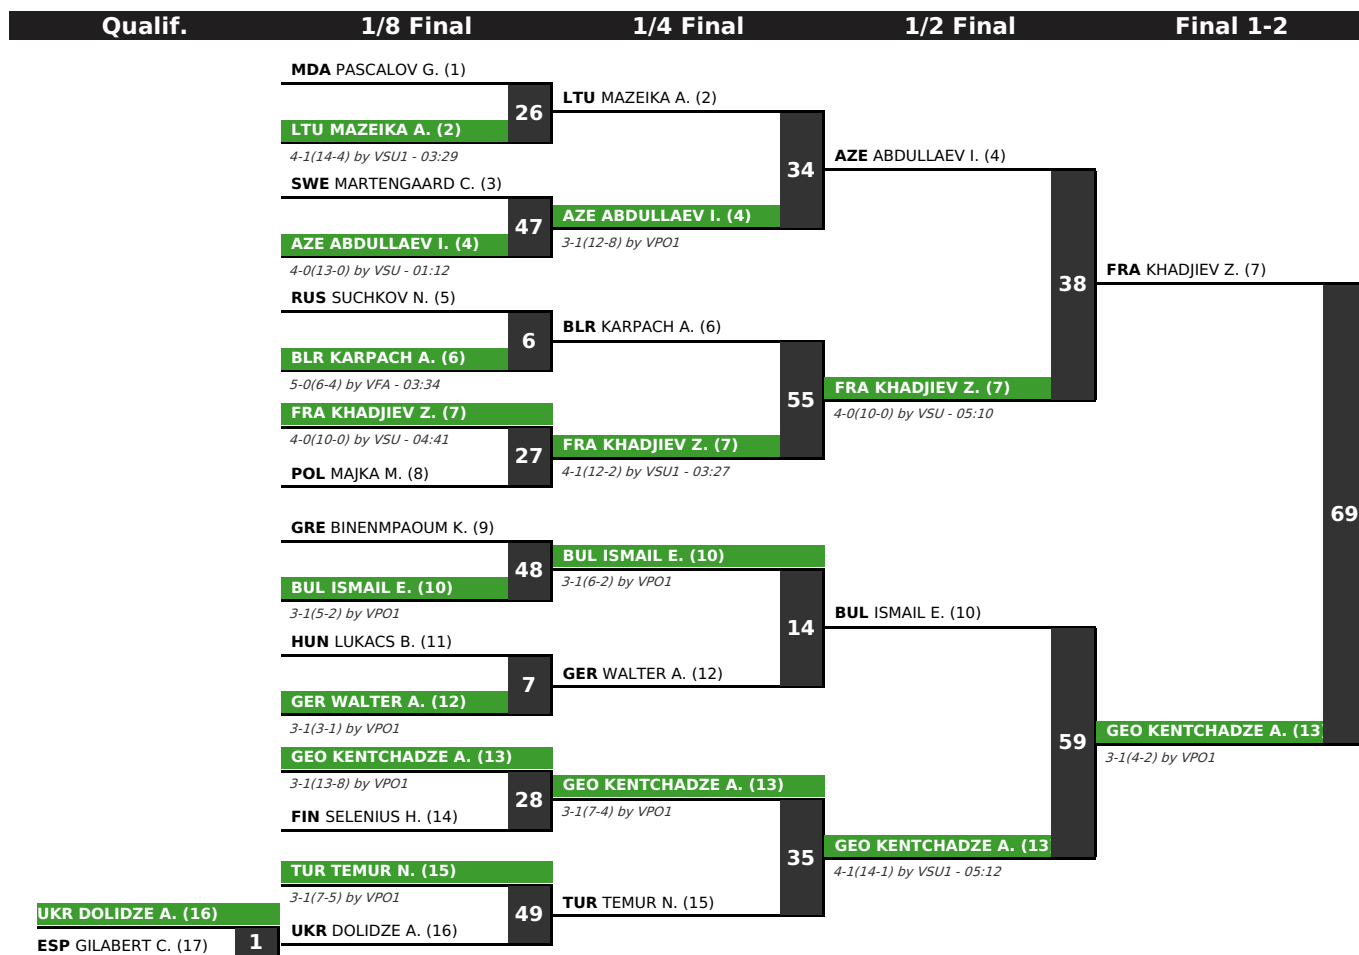 Qualif. 1/8 Final 1/4 Final 1/2 Final Final 1-2
MDA PASCALOV G. (1)
26
LTU MAZEIKA A. (2)
4-1(14-4) by VSU1 - 03:29
SWE MARTENGAARD C. (3)
47
AZE ABDULLAEV I. (4)
4-0(13-0) by VSU - 01:12
RUS SUCHKOV N. (5)
6
BLR KARPACH A. (6)
5-0(6-4) by VFA - 03:34
FRA KHADJIEV Z. (7)
4-0(10-0) by VSU - 04:41
27
POL MAJKA M. (8)
GRE BINENMPAOUM K. (9)
48
BUL ISMAIL E. (10)
3-1(5-2) by VPO1
HUN LUKACS B. (11)
7
GER WALTER A. (12)
3-1(3-1) by VPO1
GEO KENTCHADZE A. (13)
3-1(13-8) by VPO1
28
FIN SELENIUS H. (14)
TUR TEMUR N. (15)
3-1(7-5) by VPO1
49
UKR DOLIDZE A. (16)
UKR DOLIDZE A. (16)
1
ESP GILABERT C. (17)
LTU MAZEIKA A. (2)
34
AZE ABDULLAEV I. (4)
3-1(12-8) by VPO1
BLR KARPACH A. (6)
55
FRA KHADJIEV Z. (7)
4-1(12-2) by VSU1 - 03:27
BUL ISMAIL E. (10)
3-1(6-2) by VPO1
14
GER WALTER A. (12)
GEO KENTCHADZE A. (13)
3-1(7-4) by VPO1
35
TUR TEMUR N. (15)
AZE ABDULLAEV I. (4)
38
FRA KHADJIEV Z. (7)
4-0(10-0) by VSU - 05:10
BUL ISMAIL E. (10)
59
GEO KENTCHADZE A. (13
4-1(14-1) by VSU1 - 05:12
FRA KHADJIEV Z. (7)
69
GEO KENTCHADZE A. (13
3-1(4-2) by VPO1